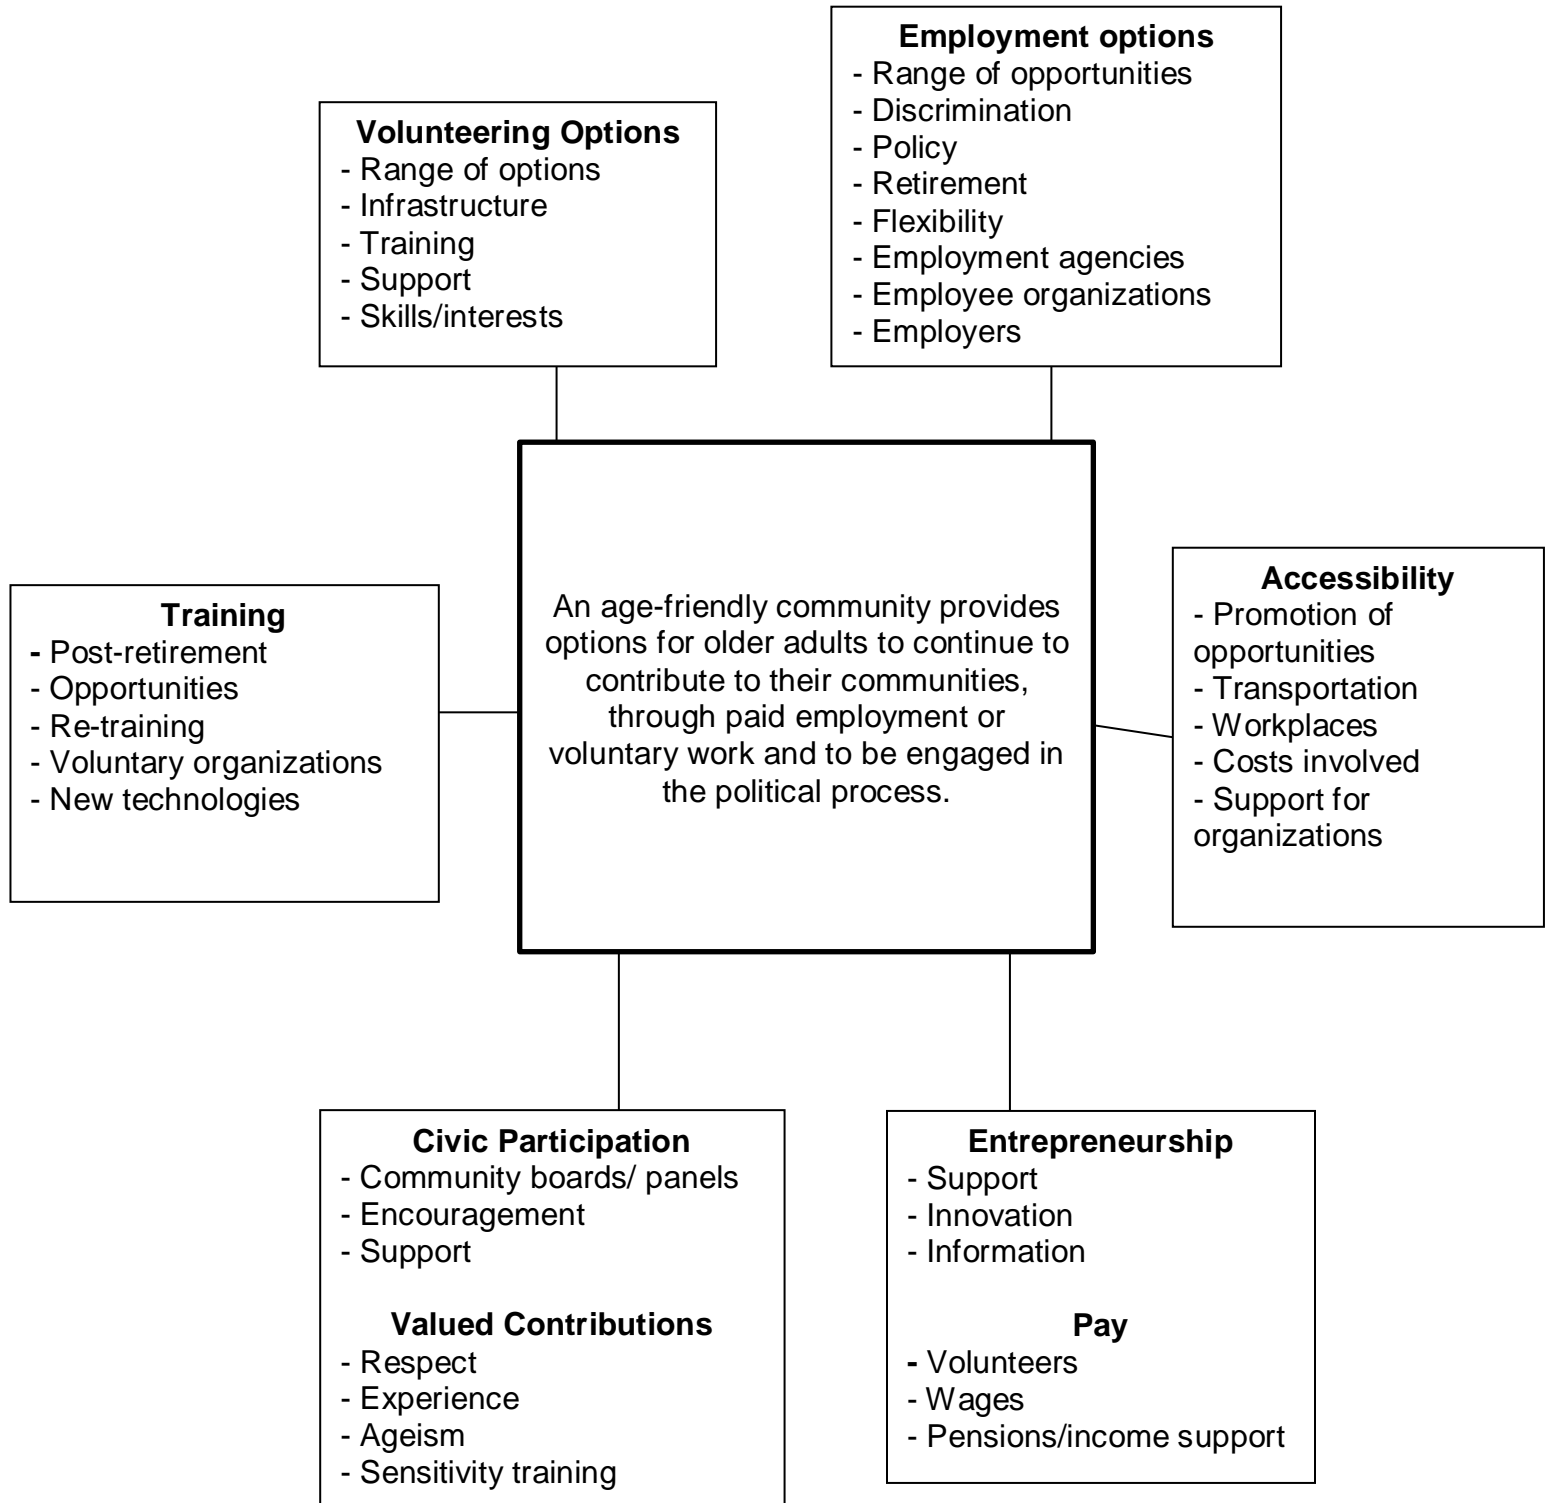 Employment options
- Range of opportunities
- Discrimination
- Policy
- Retirement
- Flexibility
- Employment agencies
- Employee organizations
- Employers
Volunteering Options
- Range of options
- Infrastructure
- Training
- Support
- Skills/interests
An age-friendly community provides
options for older adults to continue to
contribute to their communities,
through paid employment or
voluntary work and to be engaged in
the political process.
Training
- Post-retirement
- Opportunities
- Re-training
- Voluntary organizations
- New technologies
Accessibility
- Promotion of
opportunities
- Transportation
- Workplaces
- Costs involved
- Support for
organizations
Civic Participation
- Community boards/ panels
- Encouragement
- Support
Valued Contributions
- Respect
- Experience
- Ageism
- Sensitivity training
Entrepreneurship
- Support
- Innovation
- Information
Pay
- Volunteers
- Wages
- Pensions/income support